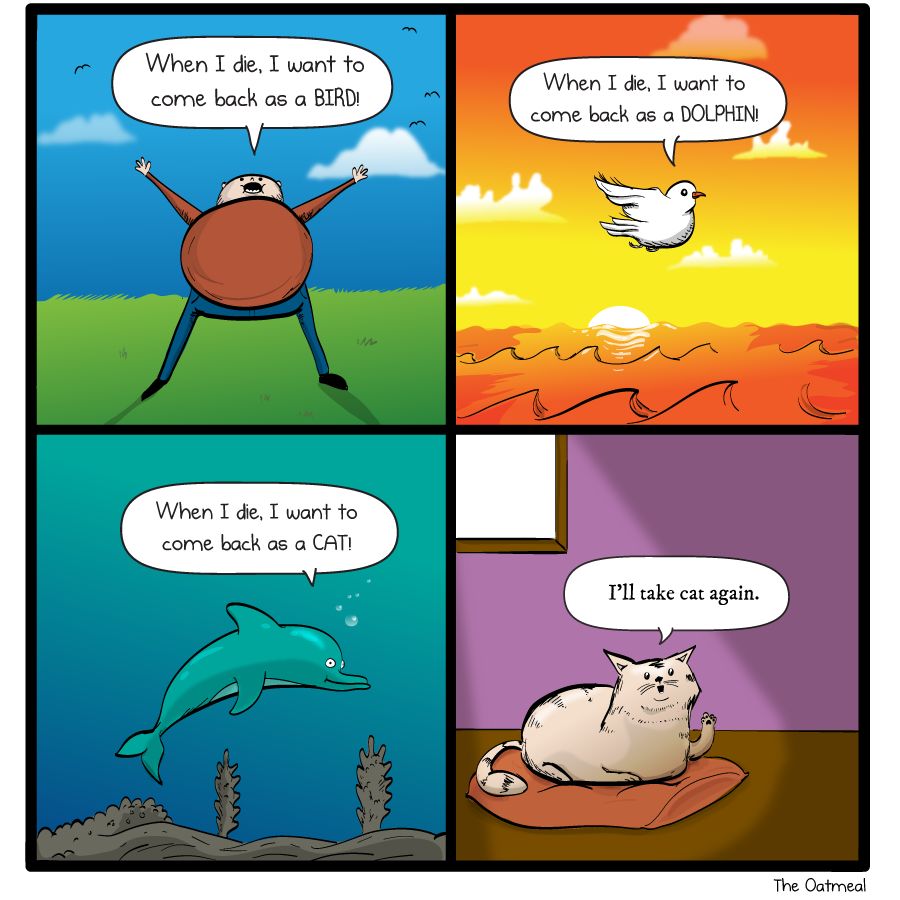 When I die, I want to
come back as a BIRD!
When I die, I want to
come back as a DOLPHIN!
When I die, I want to
come back as a CAT!
I'll take cat again.
The Oatmeal